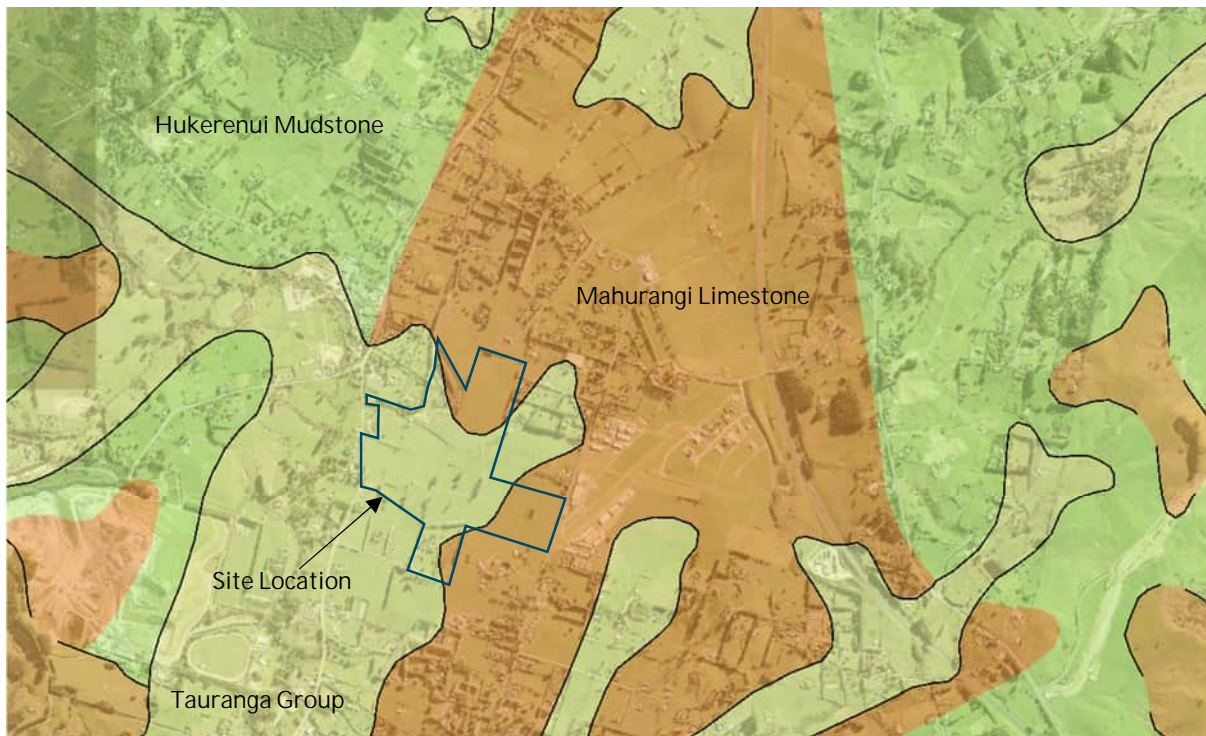 Hukerenui Mudstone
Mahurangi Limestone
Site Location
Tauranga Group